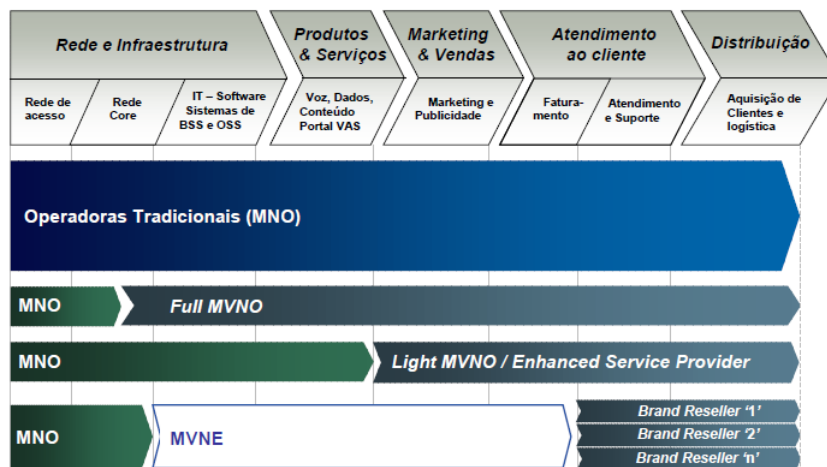 Rede e Infraestrutura
Produtos
& Serviços
Marketing
& Vendas
Atendimento
ao cliente
Distribuição
Rede de
acesso
Rede
Core
IT – Software
Sistemas de
BSS e OSS
Voz, Dados,
Conteúdo
Portal VAS
Marketing e
Publicidade
Fatura-
mento
Atendimento
e Suporte
Aquisição de
Clientes e
logística
Operadoras Tradicionais (MNO)
MNO
Full MVNO
MNO
Light MVNO / Enhanced Service Provider
MNO
MVNE
Brand Reseller ‘1’
Brand Reseller ‘2’
Brand Reseller ‘n’